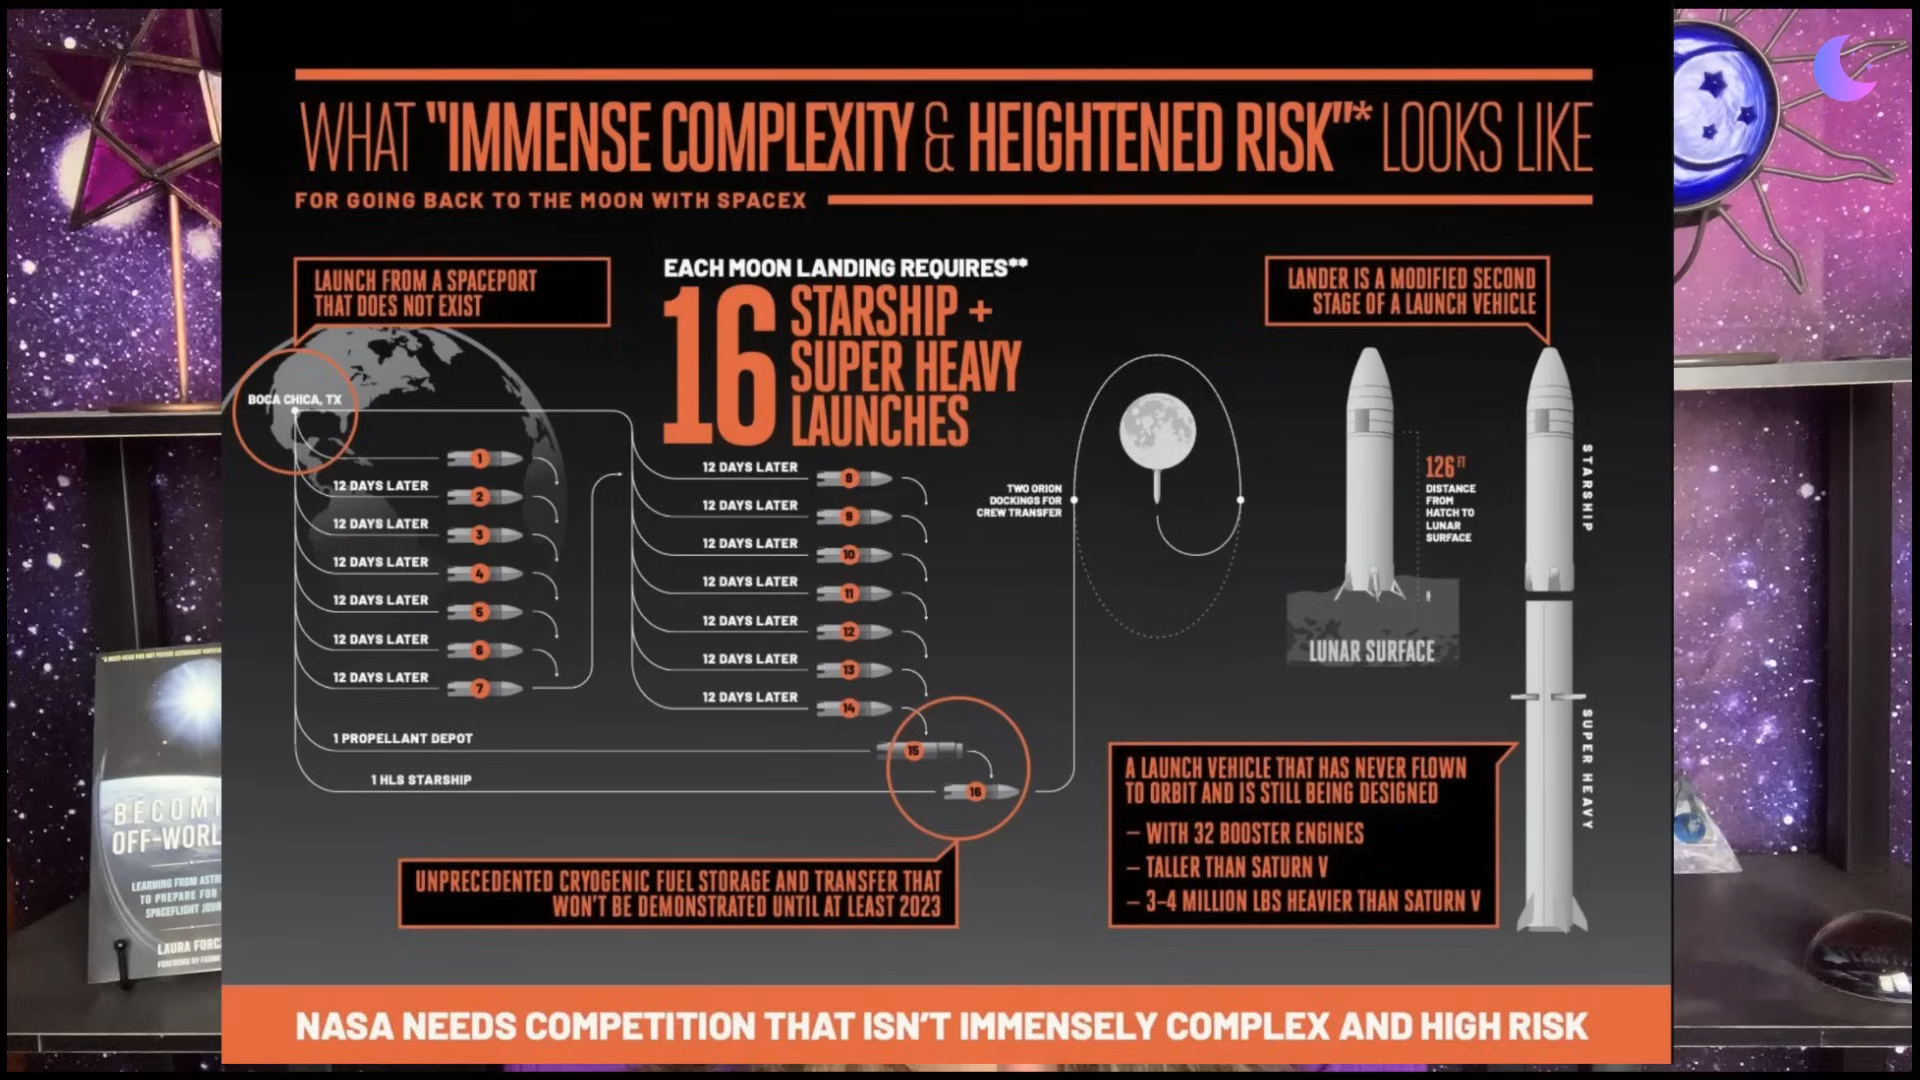 WHAT "IMMENSE COMPLEXITY & HEIGHTENED RISK"* LOOKS LIKE
FOR GOING BACK TO THE MOON WITH SPACEX
LAUNCH FROM A SPACEPORT
THAT DOES NOT EXIST
BOCA CHICA, TX
EACH MOON LANDING REQUIRES**
16
STARSHIP +
SUPER HEAVY
LAUNCHES
1
12 DAYS LATER 2
12 DAYS LATER 3
12 DAYS LATER 4
12 DAYS LATER 5
12 DAYS LATER 6
12 DAYS LATER 7
12 DAYS LATER 8
12 DAYS LATER 9
12 DAYS LATER 10
12 DAYS LATER 11
12 DAYS LATER 12
12 DAYS LATER 13
12 DAYS LATER 14
1 PROPELLANT DEPOT 15
1 HLS STARSHIP 16
UNPRECEDENTED CRYOGENIC FUEL STORAGE AND TRANSFER THAT
WON'T BE DEMONSTRATED UNTIL AT LEAST 2023
TWO ORION
DOCKINGS FOR
CREW TRANSFER
LANDER IS A MODIFIED SECOND
STAGE OF A LAUNCH VEHICLE
126 FT
DISTANCE
FROM
HATCH TO
LUNAR
SURFACE
LUNAR SURFACE
STARSHIP
SUPER HEAVY
A LAUNCH VEHICLE THAT HAS NEVER FLOWN
TO ORBIT AND IS STILL BEING DESIGNED
– WITH 32 BOOSTER ENGINES
– TALLER THAN SATURN V
– 3–4 MILLION LBS HEAVIER THAN SATURN V
NASA NEEDS COMPETITION THAT ISN'T IMMENSELY COMPLEX AND HIGH RISK
BECOMI
OFF-WORL
LEARNING FROM ASTR
TO PREPARE FOR
SPACEFLIGHT JOUR
LAURA FORC